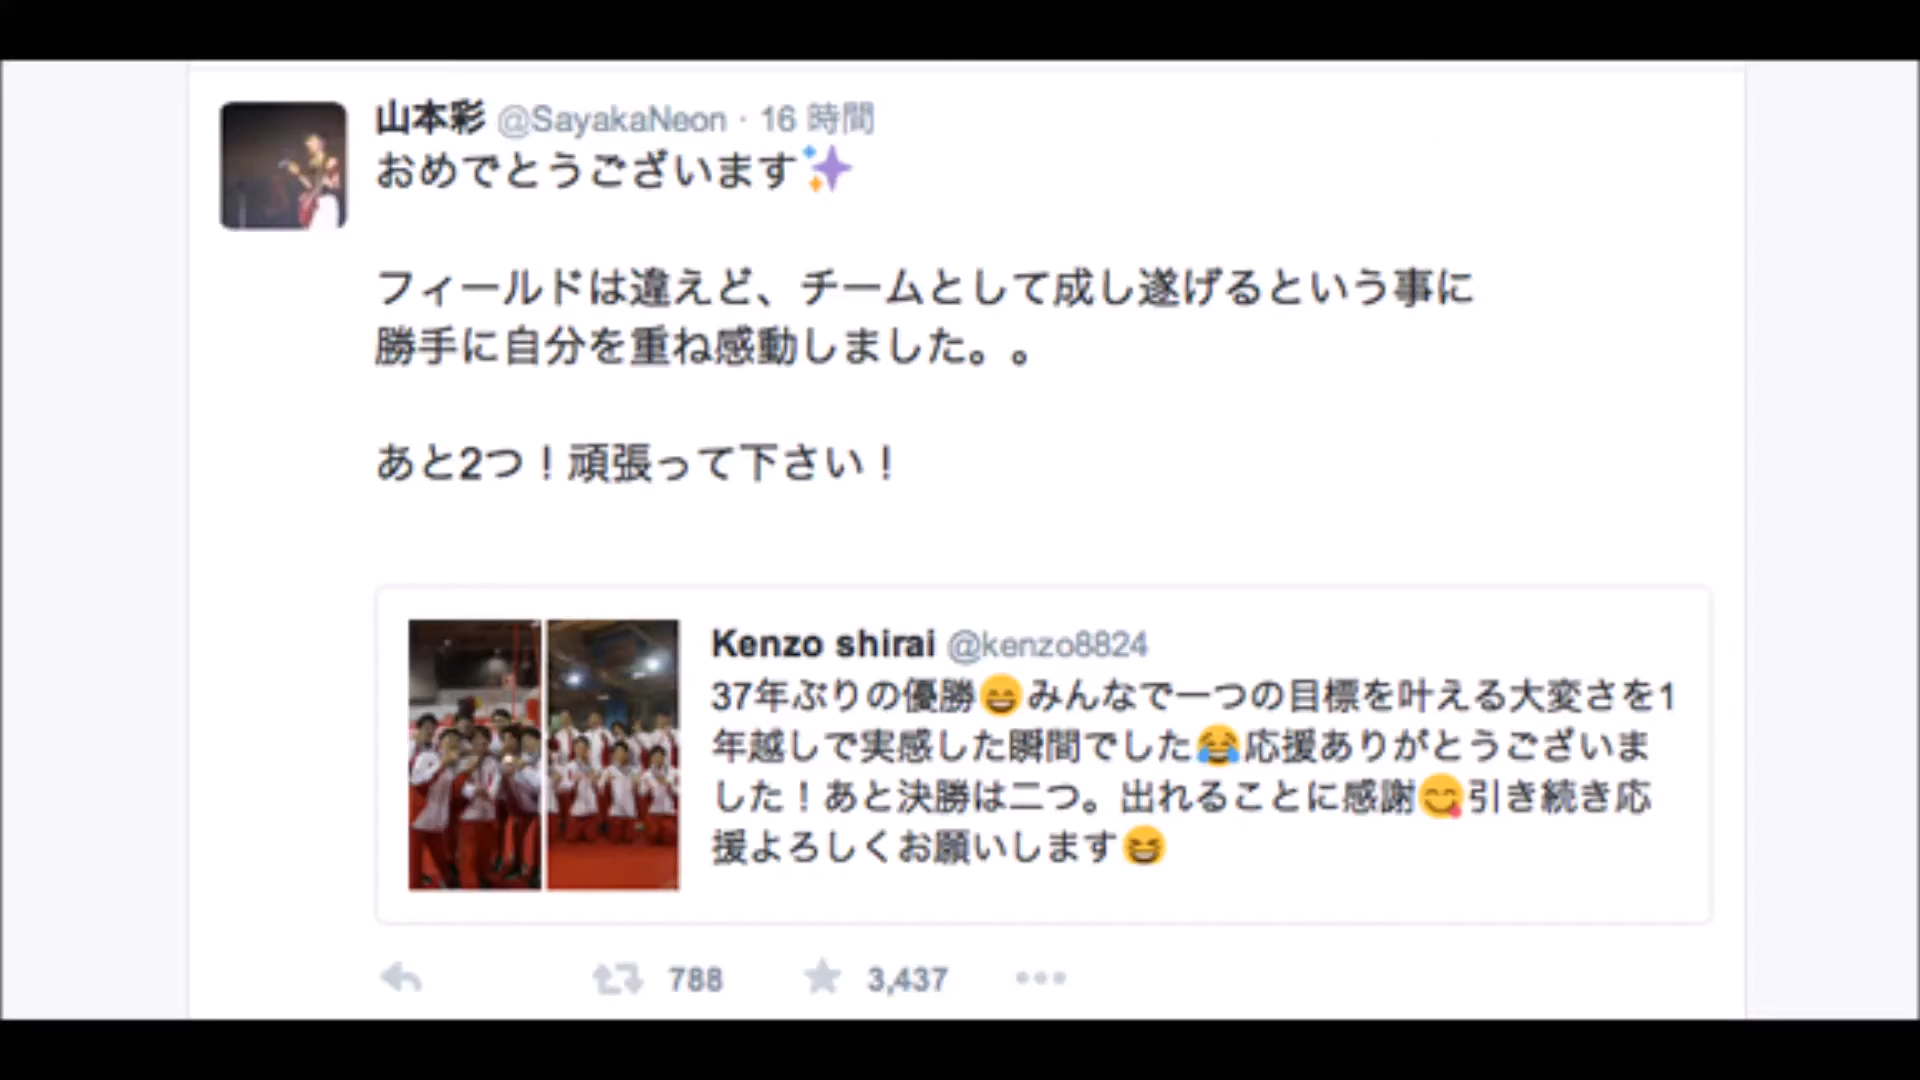 山本彩 @SayakaNeon · 16 時間
おめでとうございます✨
フィールドは違えど、チームとして成し遂げるという事に
勝手に自分を重ね感動しました。。
あと2つ！頑張って下さい！
Kenzo shirai @kenzo8824
37年ぶりの優勝😄みんなで一つの目標を叶える大変さを1
年越しで実感した瞬間でした😂応援ありがとうございま
した！あと決勝は二つ。出れることに感謝😋引き続き応
援よろしくお願いします😆
788 3,437